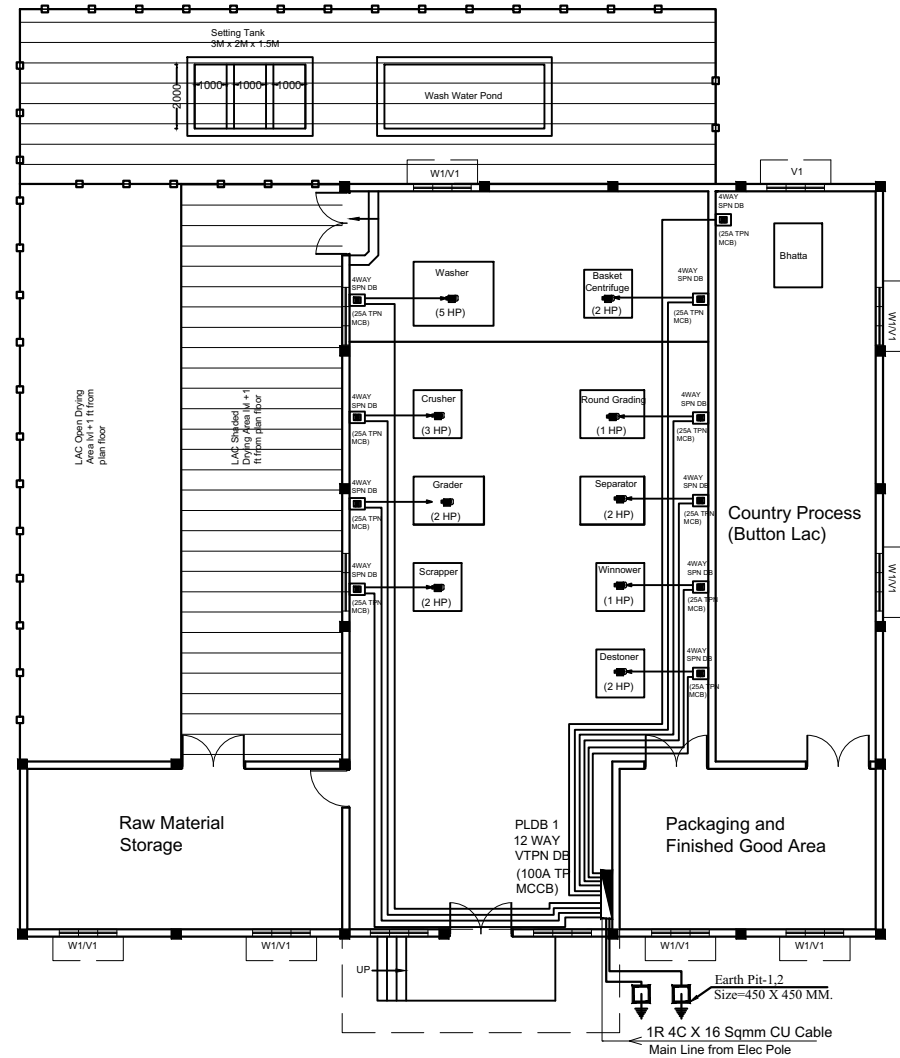 Setting Tank
3M x 2M x 1.5M
1000
1000
1000
2000
Wash Water Pond
W1/V1
V1
4WAY
SPN DB
(25A TPN
MCB)
Bhatta
4WAY
SPN DB
(25A TPN
MCB)
Washer
(5 HP)
Basket
Centrifuge
(2 HP)
4WAY
SPN DB
(25A TPN
MCB)
W1/V1
4WAY
SPN DB
(25A TPN
MCB)
Crusher
(3 HP)
Round Grading
(1 HP)
4WAY
SPN DB
(25A TPN
MCB)
LAC Open Drying
Area lvl +1 ft from
plan floor
LAC Shaded
Drying Area lvl +1
ft from plan floor
4WAY
SPN DB
(25A TPN
MCB)
Grader
(2 HP)
Separator
(2 HP)
4WAY
SPN DB
(25A TPN
MCB)
Country Process
(Button Lac)
4WAY
SPN DB
(25A TPN
MCB)
Scrapper
(2 HP)
Winnower
(1 HP)
4WAY
SPN DB
(25A TPN
MCB)
W1/V1
Destoner
(2 HP)
4WAY
SPN DB
(25A TPN
MCB)
Raw Material
Storage
PLDB 1
12 WAY
VTPN DB
(100A TP
MCCB)
Packaging and
Finished Good Area
W1/V1
W1/V1
W1/V1
W1/V1
UP
Earth Pit-1,2
Size=450 X 450 MM.
1R 4C X 16 Sqmm CU Cable
Main Line from Elec Pole